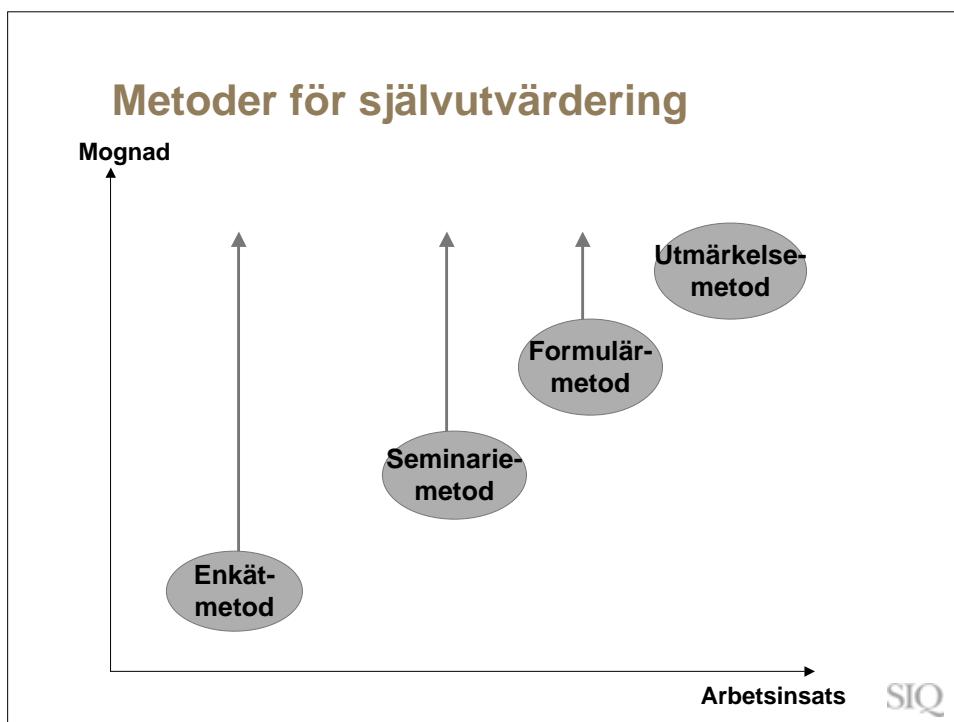 Metoder för självutvärdering
Mognad
Utmärkelse-
metod
Formulär-
metod
Seminarie-
metod
Enkät-
metod
Arbetsinsats
SIQ